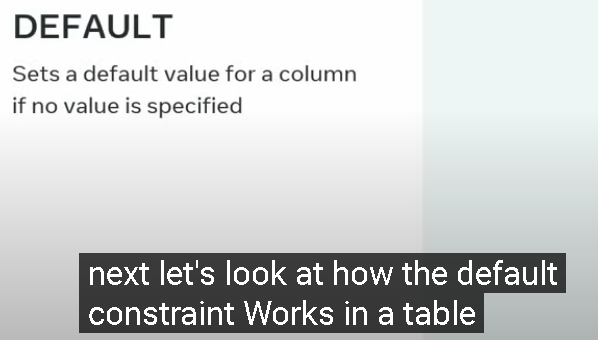 DEFAULT
Sets a default value for a column
if no value is specified
next let's look at how the default
constraint Works in a table